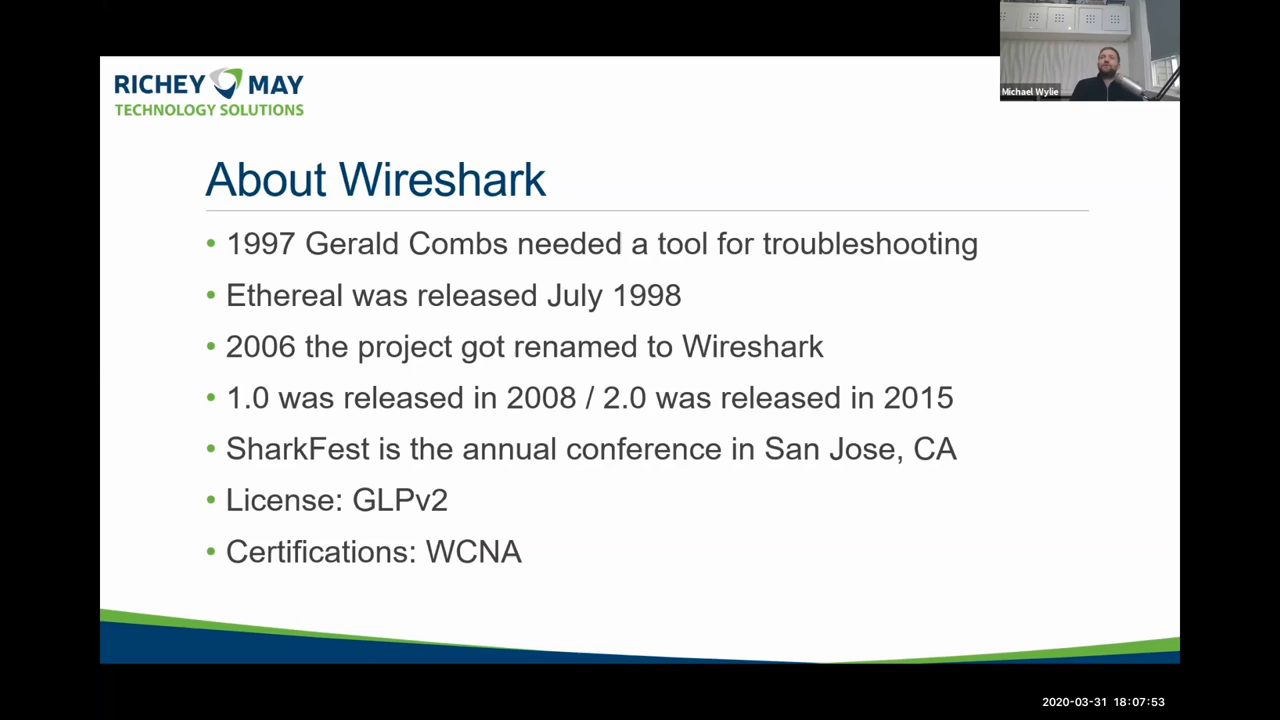 RICHEY MAY
TECHNOLOGY SOLUTIONS
Michael Wylie
About Wireshark
• 1997 Gerald Combs needed a tool for troubleshooting
• Ethereal was released July 1998
• 2006 the project got renamed to Wireshark
• 1.0 was released in 2008 / 2.0 was released in 2015
• SharkFest is the annual conference in San Jose, CA
• License: GLPv2
• Certifications: WCNA
2020-03-31 18:07:53